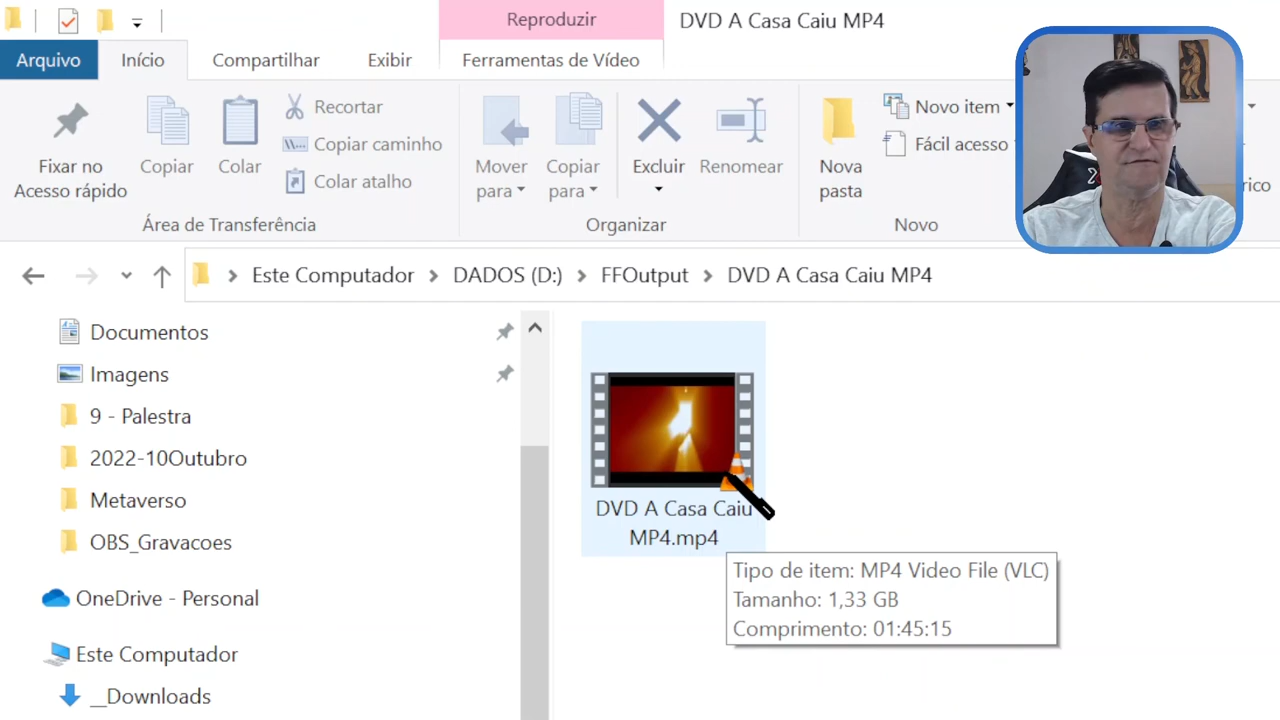 Reproduzir
DVD A Casa Caiu MP4
Arquivo
Início
Compartilhar
Exibir
Ferramentas de Vídeo
Fixar no
Acesso rápido
Copiar
Colar
Recortar
Copiar caminho
Colar atalho
Área de Transferência
Mover
para
Copiar
para
Excluir
Renomear
Organizar
Nova
pasta
Novo item
Fácil acesso
Novo
rico
Este Computador
DADOS (D:)
FFOutput
DVD A Casa Caiu MP4
Documentos
Imagens
9 - Palestra
2022-10Outubro
Metaverso
OBS_Gravacoes
OneDrive - Personal
Este Computador
__Downloads
DVD A Casa Caiu
MP4.mp4
Tipo de item: MP4 Video File (VLC)
Tamanho: 1,33 GB
Comprimento: 01:45:15